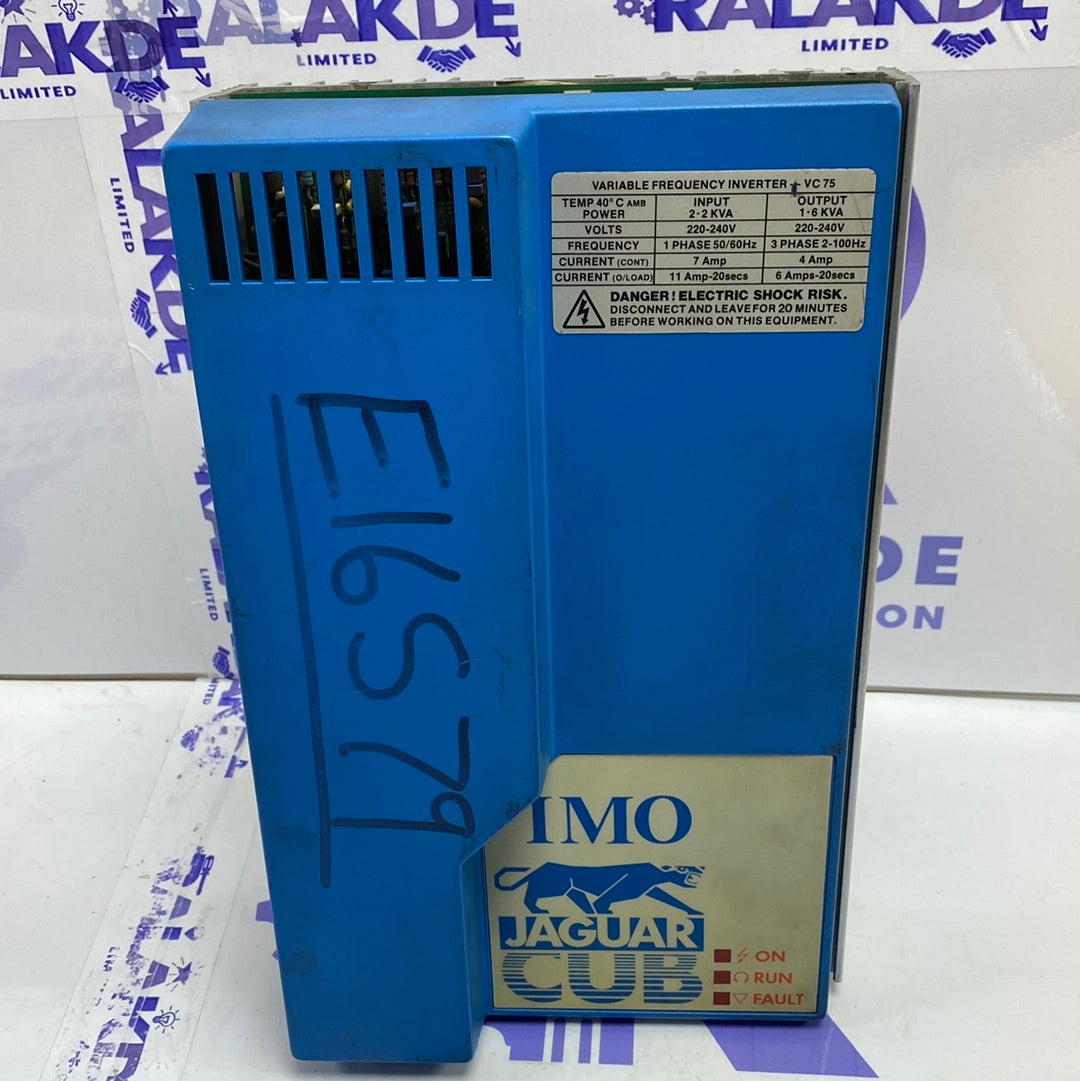 RALAKDE
LIMITED
RALAKDE
LIMITED
VARIABLE FREQUENCY INVERTER - VC 75
TEMP 40° C AMB INPUT OUTPUT
POWER 2·2 KVA 1·6 KVA
VOLTS 220-240V 220-240V
FREQUENCY 1 PHASE 50/60Hz 3 PHASE 2-100Hz
CURRENT (CONT) 7 Amp 4 Amp
CURRENT (O/LOAD) 11 Amp-20secs 6 Amps-20secs
DANGER! ELECTRIC SHOCK RISK.
DISCONNECT AND LEAVE FOR 20 MINUTES
BEFORE WORKING ON THIS EQUIPMENT.
E16S79
IMO
JAGUAR
CUB
ON
RUN
FAULT
LIMITED
LIMITED